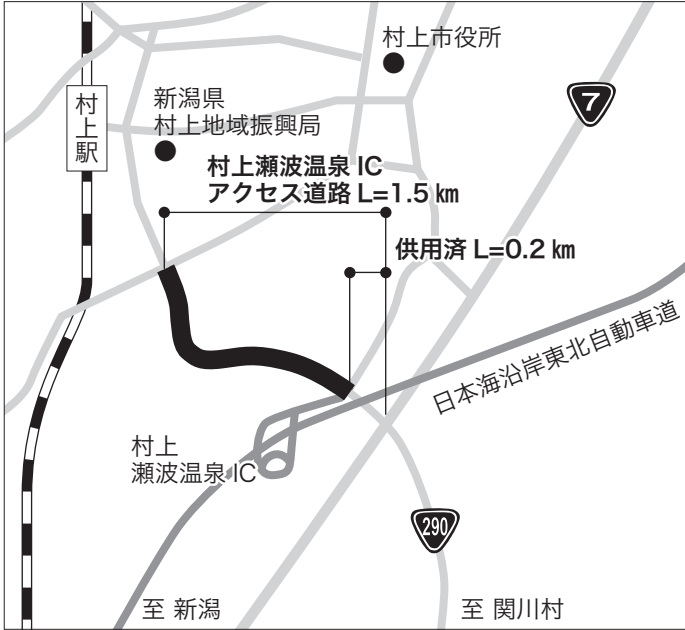 村上市役所
7
新潟県
村上地域振興局
村上駅
村上瀬波温泉 IC
アクセス道路 L=1.5 ㎞
供用済 L=0.2 ㎞
日本海沿岸東北自動車道
村上
瀬波温泉 IC
290
至 新潟
至 関川村